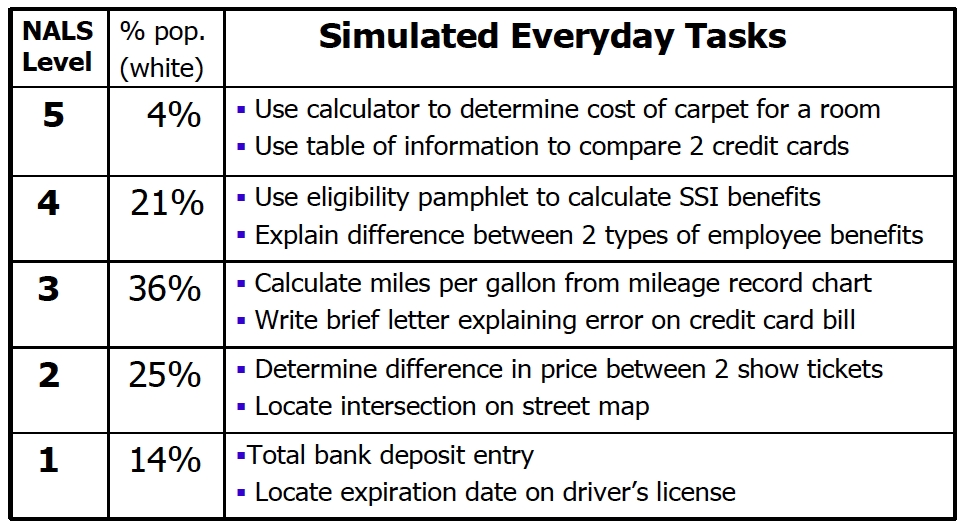 NALS Level % pop. (white) Simulated Everyday Tasks
5 4% ▪ Use calculator to determine cost of carpet for a room
▪ Use table of information to compare 2 credit cards
4 21% ▪ Use eligibility pamphlet to calculate SSI benefits
▪ Explain difference between 2 types of employee benefits
3 36% ▪ Calculate miles per gallon from mileage record chart
▪ Write brief letter explaining error on credit card bill
2 25% ▪ Determine difference in price between 2 show tickets
▪ Locate intersection on street map
1 14% ▪Total bank deposit entry
▪ Locate expiration date on driver’s license